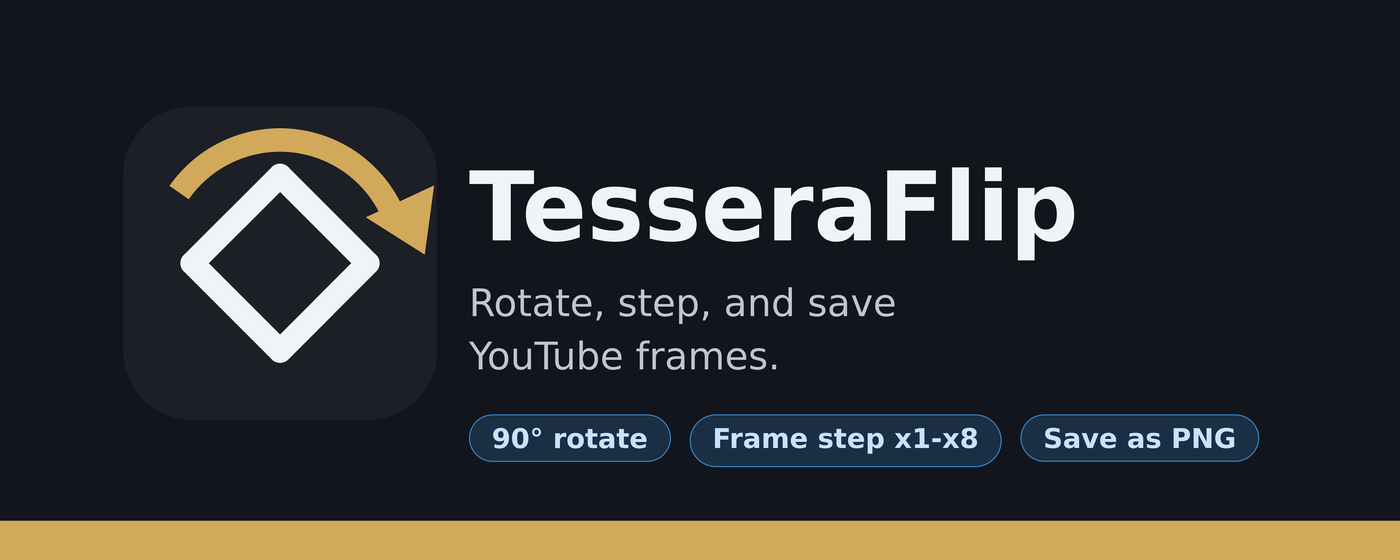 TesseraFlip
Rotate, step, and save
YouTube frames.
90° rotate
Frame step x1-x8
Save as PNG